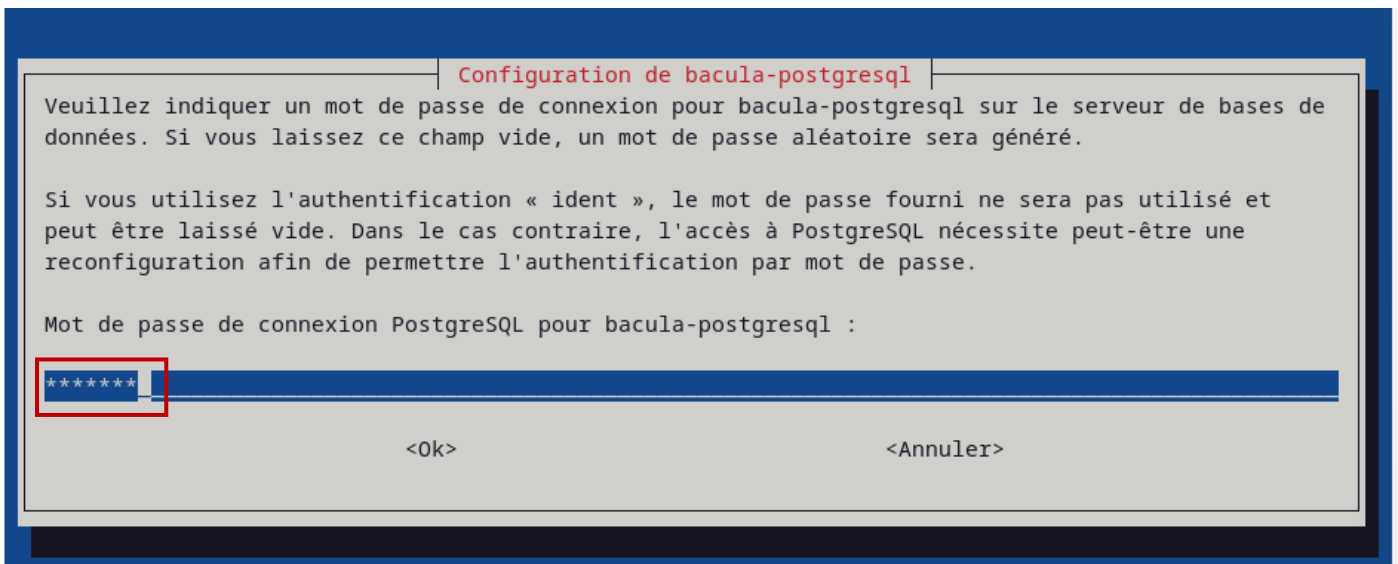 Configuration de bacula-postgresql
Veuillez indiquer un mot de passe de connexion pour bacula-postgresql sur le serveur de bases de
données. Si vous laissez ce champ vide, un mot de passe aléatoire sera généré.
Si vous utilisez l'authentification « ident », le mot de passe fourni ne sera pas utilisé et
peut être laissé vide. Dans le cas contraire, l'accès à PostgreSQL nécessite peut-être une
reconfiguration afin de permettre l'authentification par mot de passe.
Mot de passe de connexion PostgreSQL pour bacula-postgresql :
*******
<Ok> <Annuler>